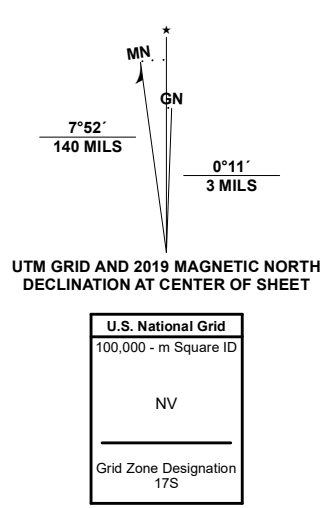 ★
MN
GN
7°52´
140 MILS
0°11´
3 MILS
UTM GRID AND 2019 MAGNETIC NORTH
DECLINATION AT CENTER OF SHEET
U.S. National Grid
100,000 - m Square ID
NV
Grid Zone Designation
17S